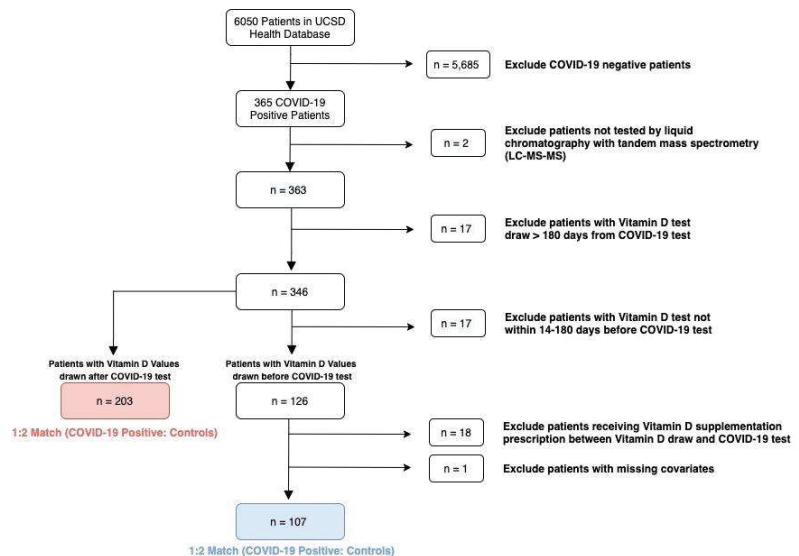 6050 Patients in UCSD
Health Database
n = 5,685
Exclude COVID-19 negative patients
365 COVID-19
Positive Patients
n = 2
Exclude patients not tested by liquid
chromatography with tandem mass spectrometry
(LC-MS-MS)
n = 363
n = 17
Exclude patients with Vitamin D test
draw > 180 days from COVID-19 test
n = 346
n = 17
Exclude patients with Vitamin D test not
within 14-180 days before COVID-19 test
Patients with Vitamin D Values
drawn after COVID-19 test
n = 203
1:2 Match (COVID-19 Positive: Controls)
Patients with Vitamin D Values
drawn before COVID-19 test
n = 126
n = 18
Exclude patients receiving Vitamin D supplementation
prescription between Vitamin D draw and COVID-19 test
n = 1
Exclude patients with missing covariates
n = 107
1:2 Match (COVID-19 Positive: Controls)